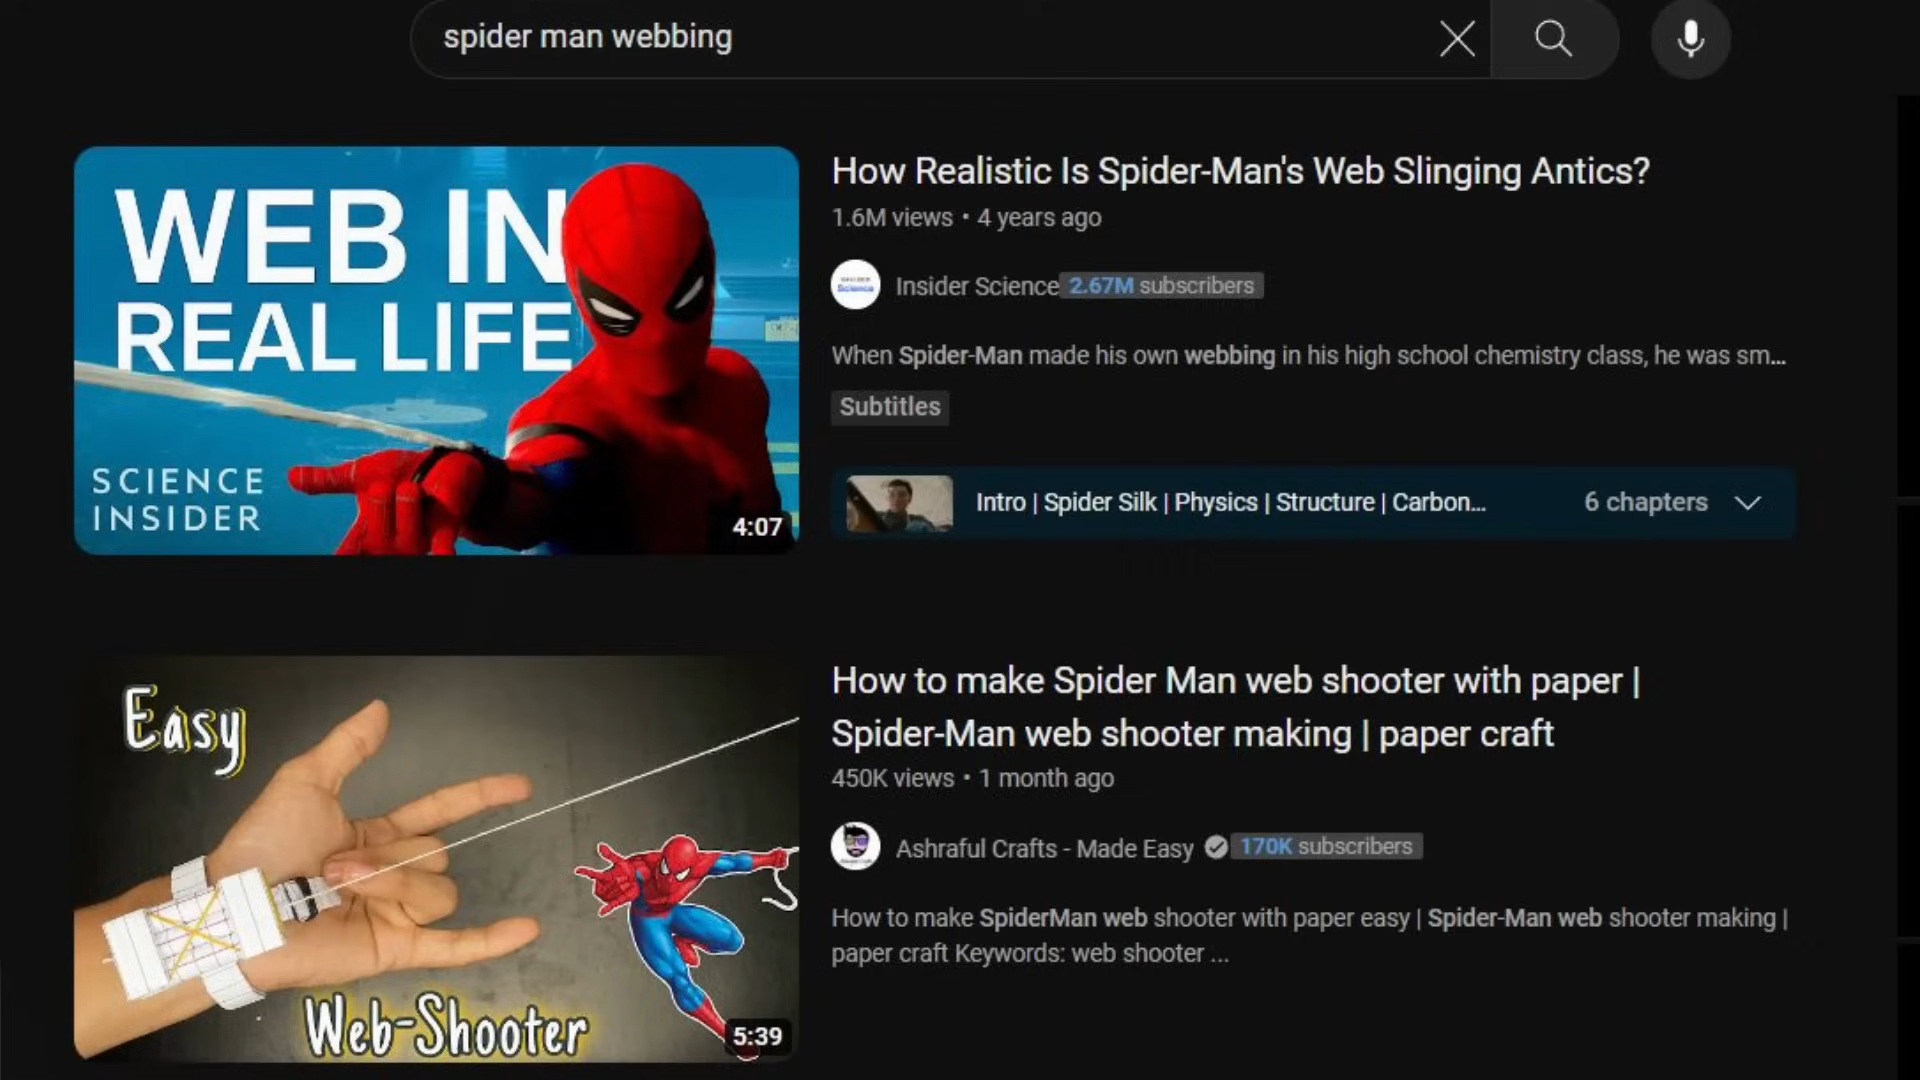 spider man webbing
WEB IN
REAL LIFE
SCIENCE
INSIDER
4:07
How Realistic Is Spider-Man's Web Slinging Antics?
1.6M views • 4 years ago
Science
Insider Science 2.67M subscribers
When Spider-Man made his own webbing in his high school chemistry class, he was sm...
Subtitles
Intro | Spider Silk | Physics | Structure | Carbon... 6 chapters
Easy
Web-Shooter
5:39
How to make Spider Man web shooter with paper |
Spider-Man web shooter making | paper craft
450K views • 1 month ago
Ashraful Crafts - Made Easy 170K subscribers
How to make SpiderMan web shooter with paper easy | Spider-Man web shooter making |
paper craft Keywords: web shooter ...